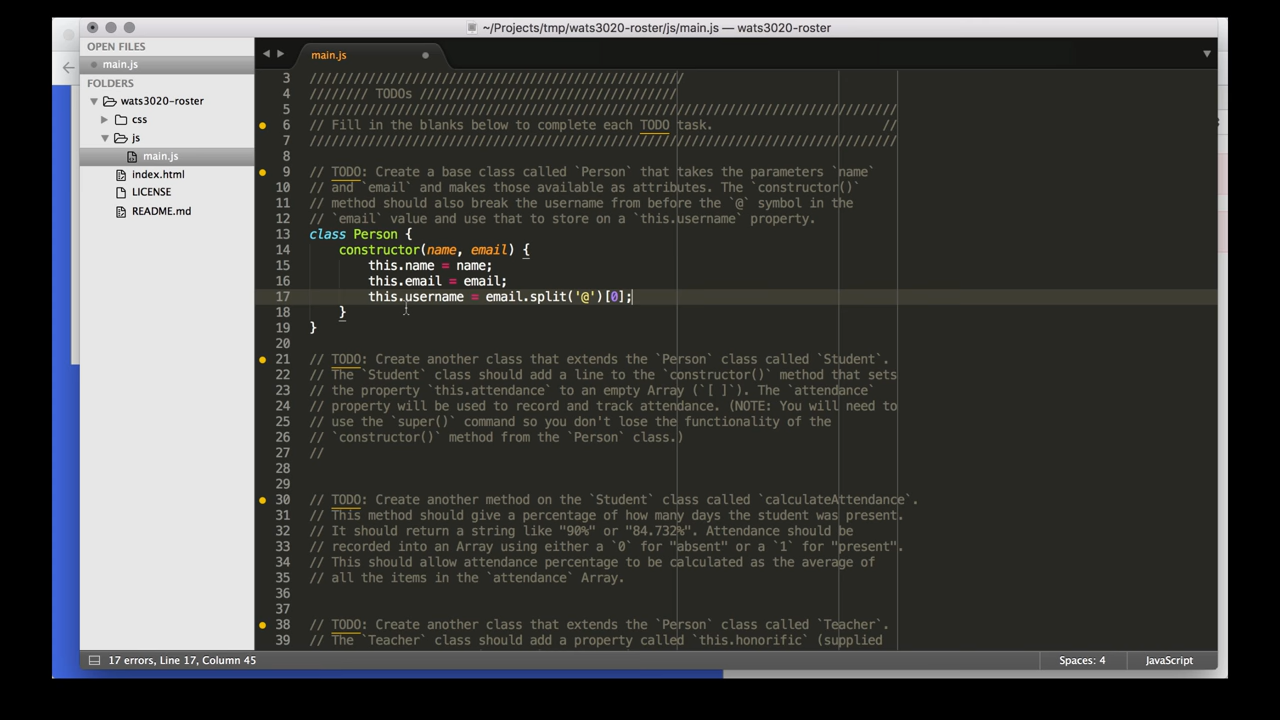 ~/Projects/tmp/wats3020-roster/js/main.js — wats3020-roster
OPEN FILES
main.js
FOLDERS
wats3020-roster
css
js
main.js
index.html
LICENSE
README.md
main.js
3 ///////////////////////////////////////////////////
4 //////// TODOs ///////////////////////////////////
5 ////////////////////////////////////////////////////////////////////////////////
6 // Fill in the blanks below to complete each TODO task.                       //
7 ////////////////////////////////////////////////////////////////////////////////
8
9 // TODO: Create a base class called `Person` that takes the parameters `name`
10 // and `email` and makes those available as attributes. The `constructor()`
11 // method should also break the username from before the `@` symbol in the
12 // `email` value and use that to store on a `this.username` property.
13 class Person {
14     constructor(name, email) {
15         this.name = name;
16         this.email = email;
17         this.username = email.split('@')[0];
18     }
19 }
20
21 // TODO: Create another class that extends the `Person` class called `Student`.
22 // The `Student` class should add a line to the `constructor()` method that sets
23 // the property `this.attendance` to an empty Array (`[ ]`). The `attendance`
24 // property will be used to record and track attendance. (NOTE: You will need to
25 // use the `super()` command so you don't lose the functionality of the
26 // `constructor()` method from the `Person` class.)
27 //
28
29
30 // TODO: Create another method on the `Student` class called `calculateAttendance`.
31 // This method should give a percentage of how many days the student was present.
32 // It should return a string like "90%" or "84.732%". Attendance should be
33 // recorded into an Array using either a `0` for "absent" or a `1` for "present".
34 // This should allow attendance percentage to be calculated as the average of
35 // all the items in the `attendance` Array.
36
37
38 // TODO: Create another class that extends the `Person` class called `Teacher`.
39 // The `Teacher` class should add a property called `this.honorific` (supplied
17 errors, Line 17, Column 45
Spaces: 4
JavaScript